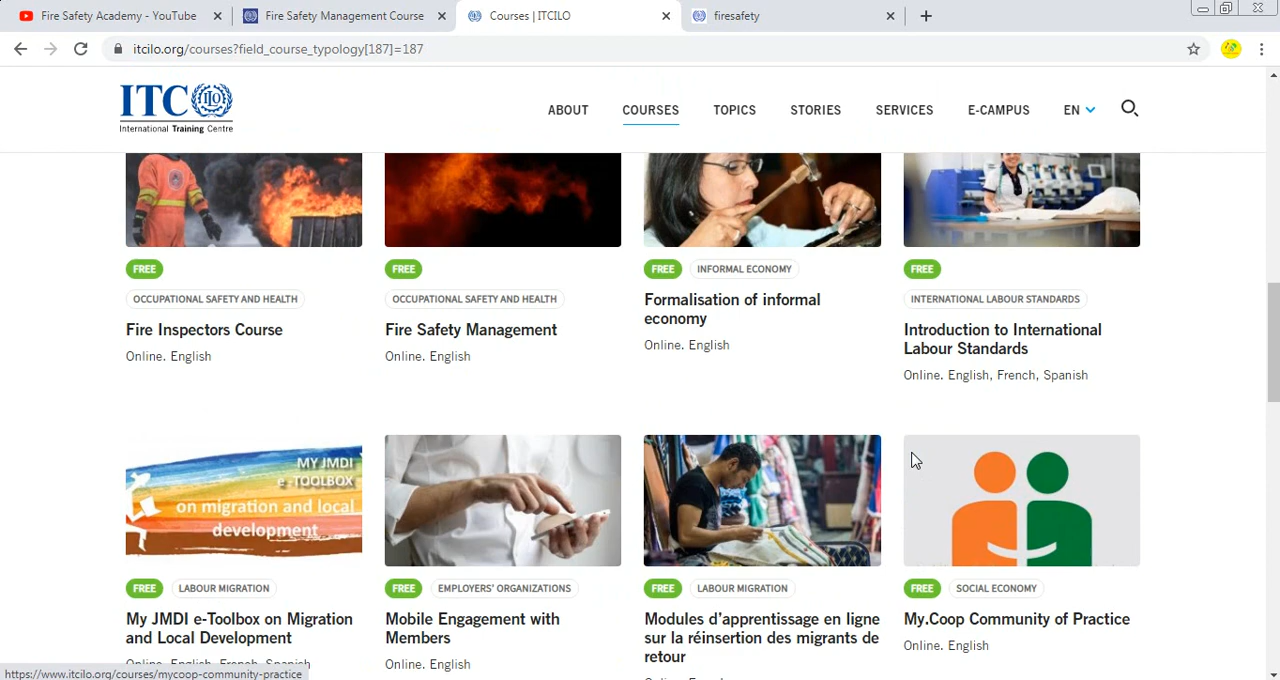 Fire Safety Academy - YouTube
Fire Safety Management Course
Courses | ITCILO
firesafety
itcilo.org/courses?field_course_typology[187]=187
ITC ILO
International Training Centre
ABOUT
COURSES
TOPICS
STORIES
SERVICES
E-CAMPUS
EN
FREE
FREE
FREE INFORMAL ECONOMY
FREE
OCCUPATIONAL SAFETY AND HEALTH
OCCUPATIONAL SAFETY AND HEALTH
INTERNATIONAL LABOUR STANDARDS
Fire Inspectors Course
Online. English
Fire Safety Management
Online. English
Formalisation of informal
economy
Online. English
Introduction to International
Labour Standards
Online. English, French, Spanish
MY JMDI
e-TOOLBOX
on migration and local
development
FREE LABOUR MIGRATION
My JMDI e-Toolbox on Migration
and Local Development
Online. English, French, Spanish
FREE EMPLOYERS' ORGANIZATIONS
Mobile Engagement with
Members
Online. English
FREE LABOUR MIGRATION
Modules d'apprentissage en ligne
sur la réinsertion des migrants de
retour
FREE SOCIAL ECONOMY
My.Coop Community of Practice
Online. English
https://www.itcilo.org/courses/mycoop-community-practice